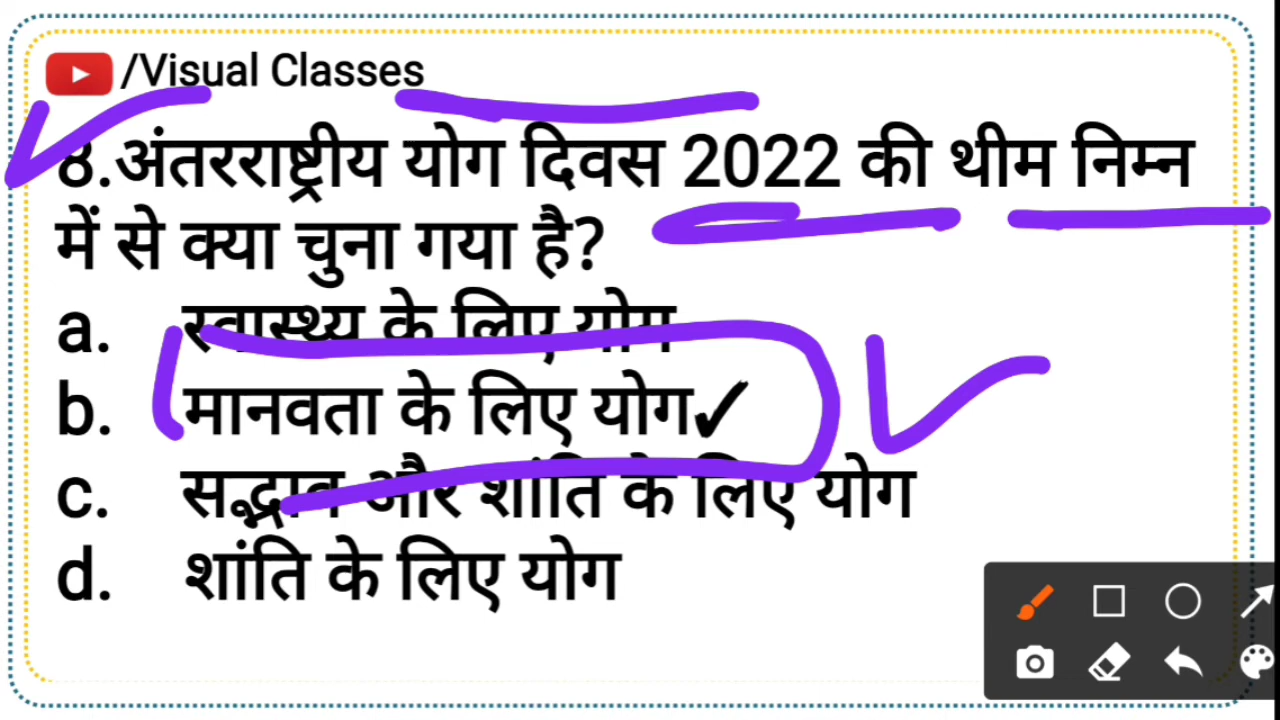 /Visual Classes
8.अंतरराष्ट्रीय योग दिवस 2022 की थीम निम्न
में से क्या चुना गया है?
a. स्वास्थ्य के लिए योग
b. मानवता के लिए योग✓
c. सद्भाव और शांति के लिए योग
d. शांति के लिए योग